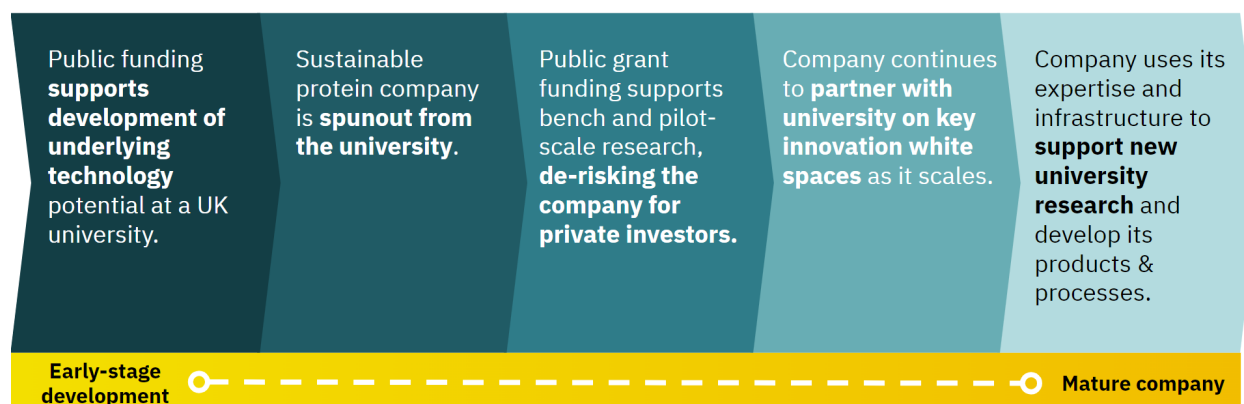 Public funding
supports
development of
underlying
technology
potential at a UK
university.
Sustainable
protein company
is spunout from
the university.
Public grant
funding supports
bench and pilot-
scale research,
de-risking the
company for
private investors.
Company continues
to partner with
university on key
innovation white
spaces as it scales.
Company uses its
expertise and
infrastructure to
support new
university
research and
develop its
products &
processes.
Early-stage
development
Mature company